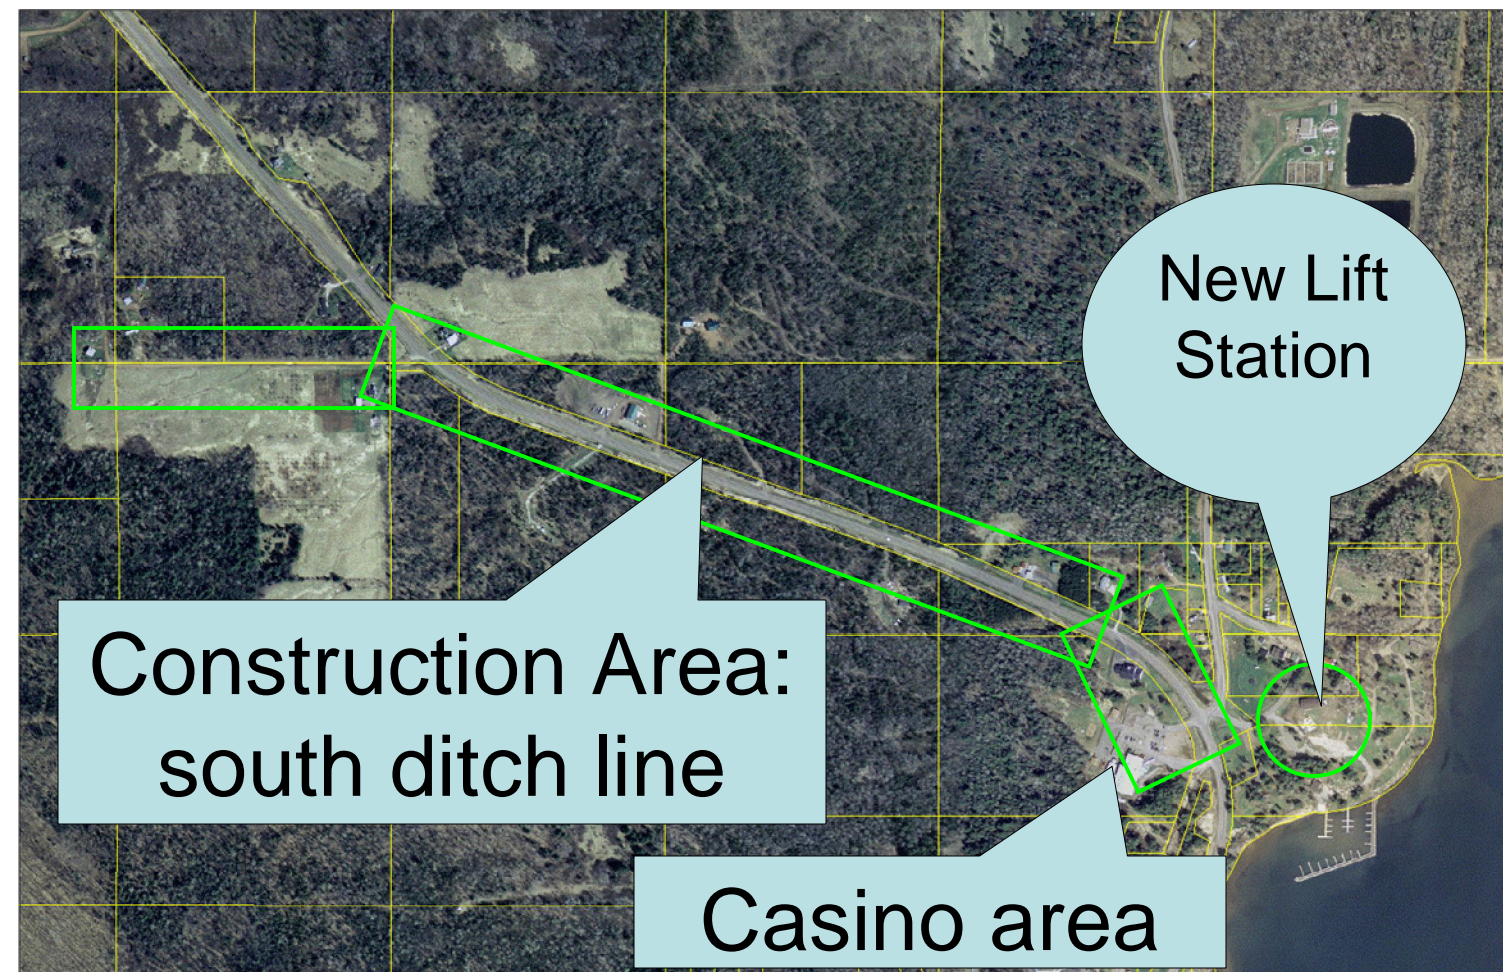 New Lift
Station
Construction Area:
south ditch line
Casino area